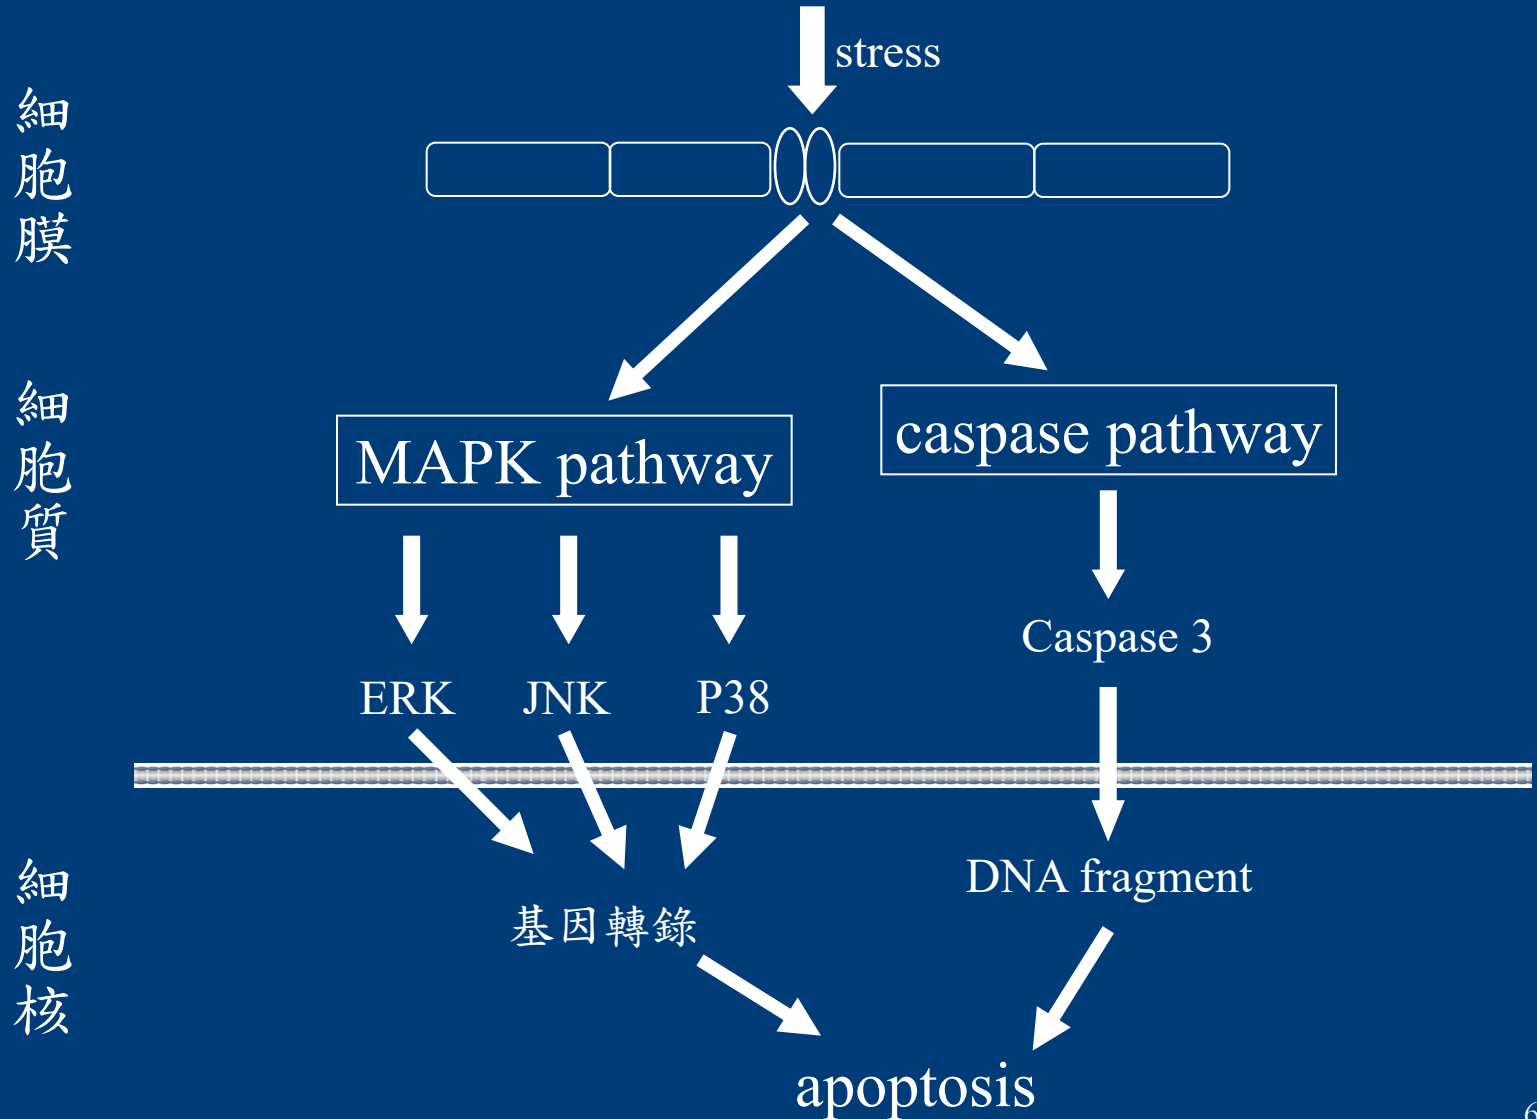 stress
細胞膜
細胞質
MAPK pathway
caspase pathway
Caspase 3
ERK
JNK
P38
細胞核
DNA fragment
基因轉錄
apoptosis
6